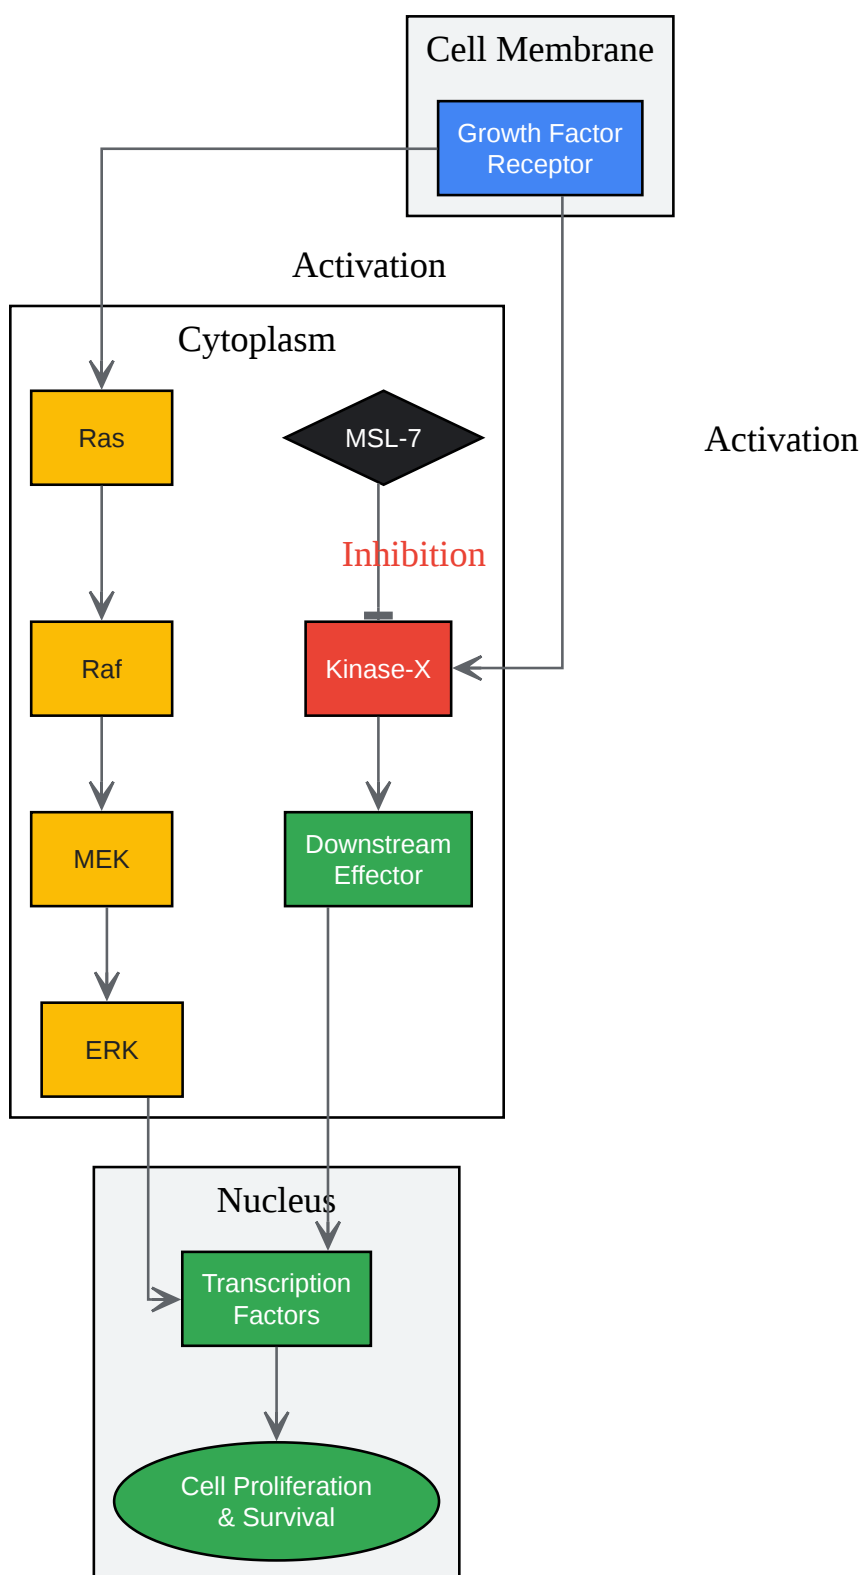 Cell Membrane
Growth Factor
Receptor
Activation
Cytoplasm
Ras
MSL-7
Activation
Inhibition
Raf
Kinase-X
MEK
Downstream
Effector
ERK
Nucleus
Transcription
Factors
Cell Proliferation
& Survival